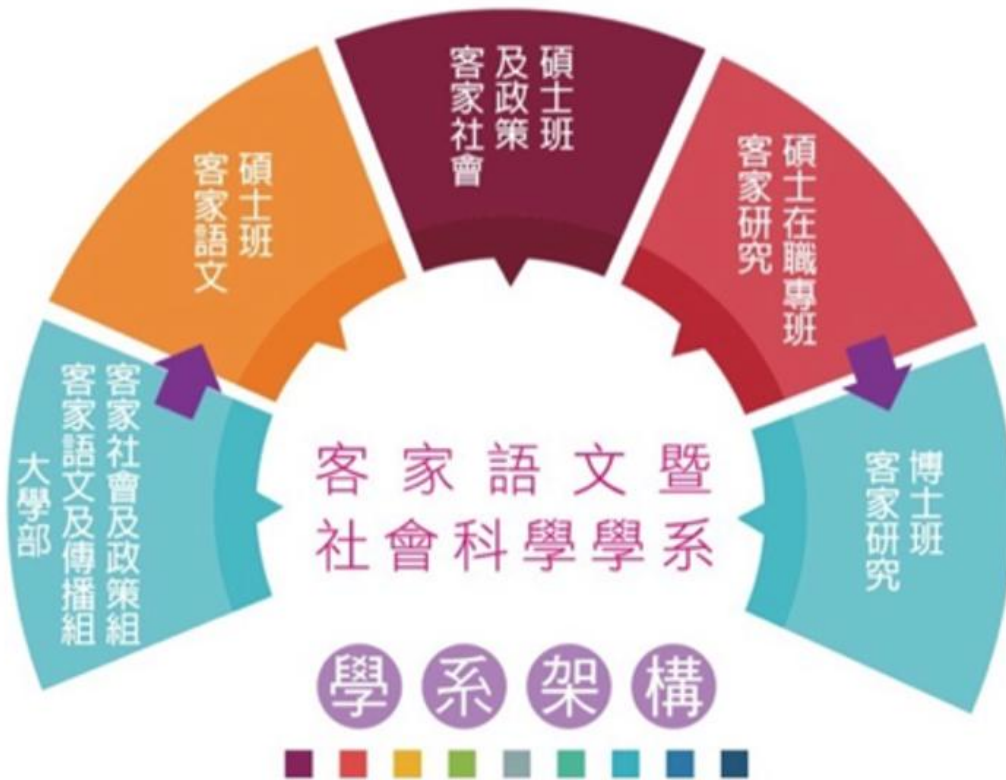 大學部
客家語文及傳播組
客家社會及政策組
客家語文
碩士班
客家社會
及政策
碩士班
客家研究
碩士在職專班
客家研究
博士班
客家語文暨
社會科學學系
學系架構